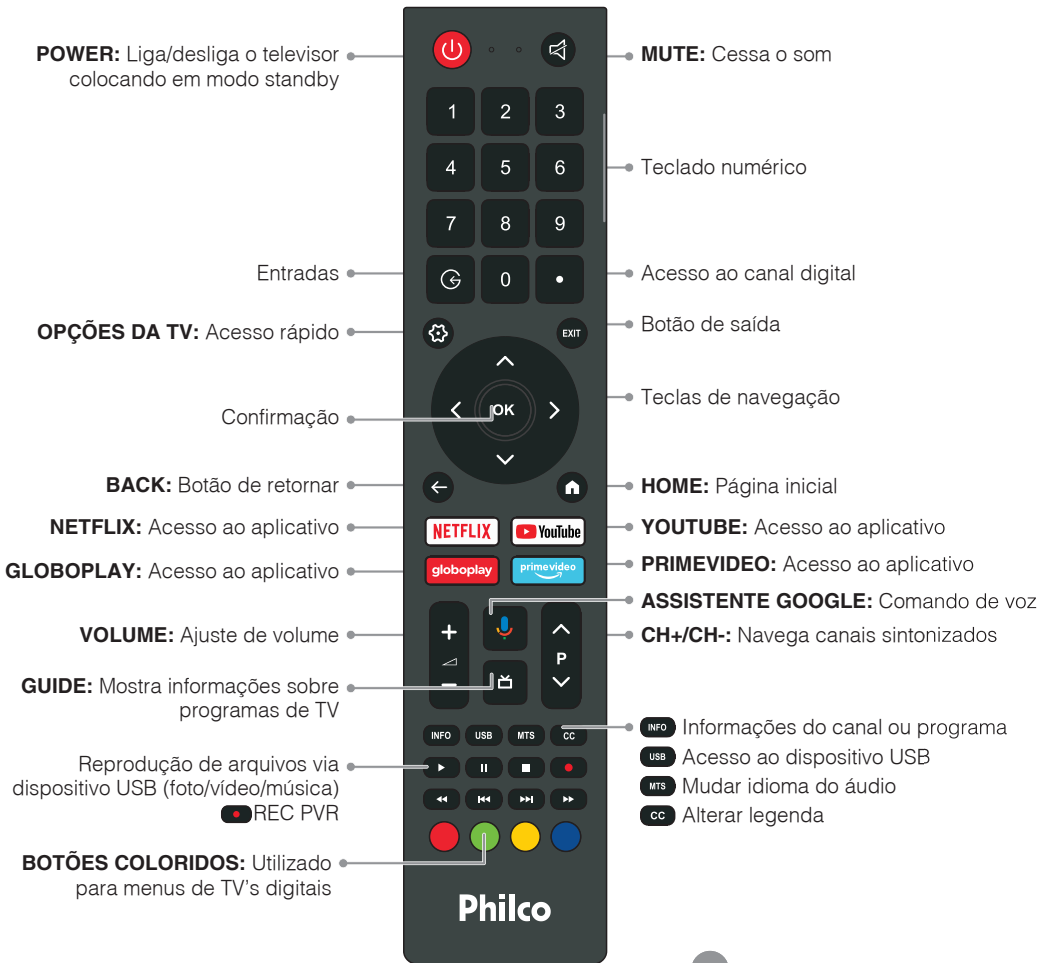 POWER: Liga/desliga o televisor
colocando em modo standby
MUTE: Cessa o som
1 2 3
4 5 6
Teclado numérico
7 8 9
Entradas
0
Acesso ao canal digital
OPÇÕES DA TV: Acesso rápido
EXIT
Botão de saída
Confirmação
OK
Teclas de navegação
BACK: Botão de retornar
HOME: Página inicial
NETFLIX: Acesso ao aplicativo
NETFLIX
YouTube
YOUTUBE: Acesso ao aplicativo
GLOBOPLAY: Acesso ao aplicativo
globoplay
primevideo
PRIMEVIDEO: Acesso ao aplicativo
ASSISTENTE GOOGLE: Comando de voz
VOLUME: Ajuste de volume
+
P
–
CH+/CH-: Navega canais sintonizados
GUIDE: Mostra informações sobre
programas de TV
INFO USB MTS CC
INFO Informações do canal ou programa
USB Acesso ao dispositivo USB
MTS Mudar idioma do áudio
CC Alterar legenda
Reprodução de arquivos via
dispositivo USB (foto/vídeo/música)
REC PVR
BOTÕES COLORIDOS: Utilizado
para menus de TV's digitais
Philco